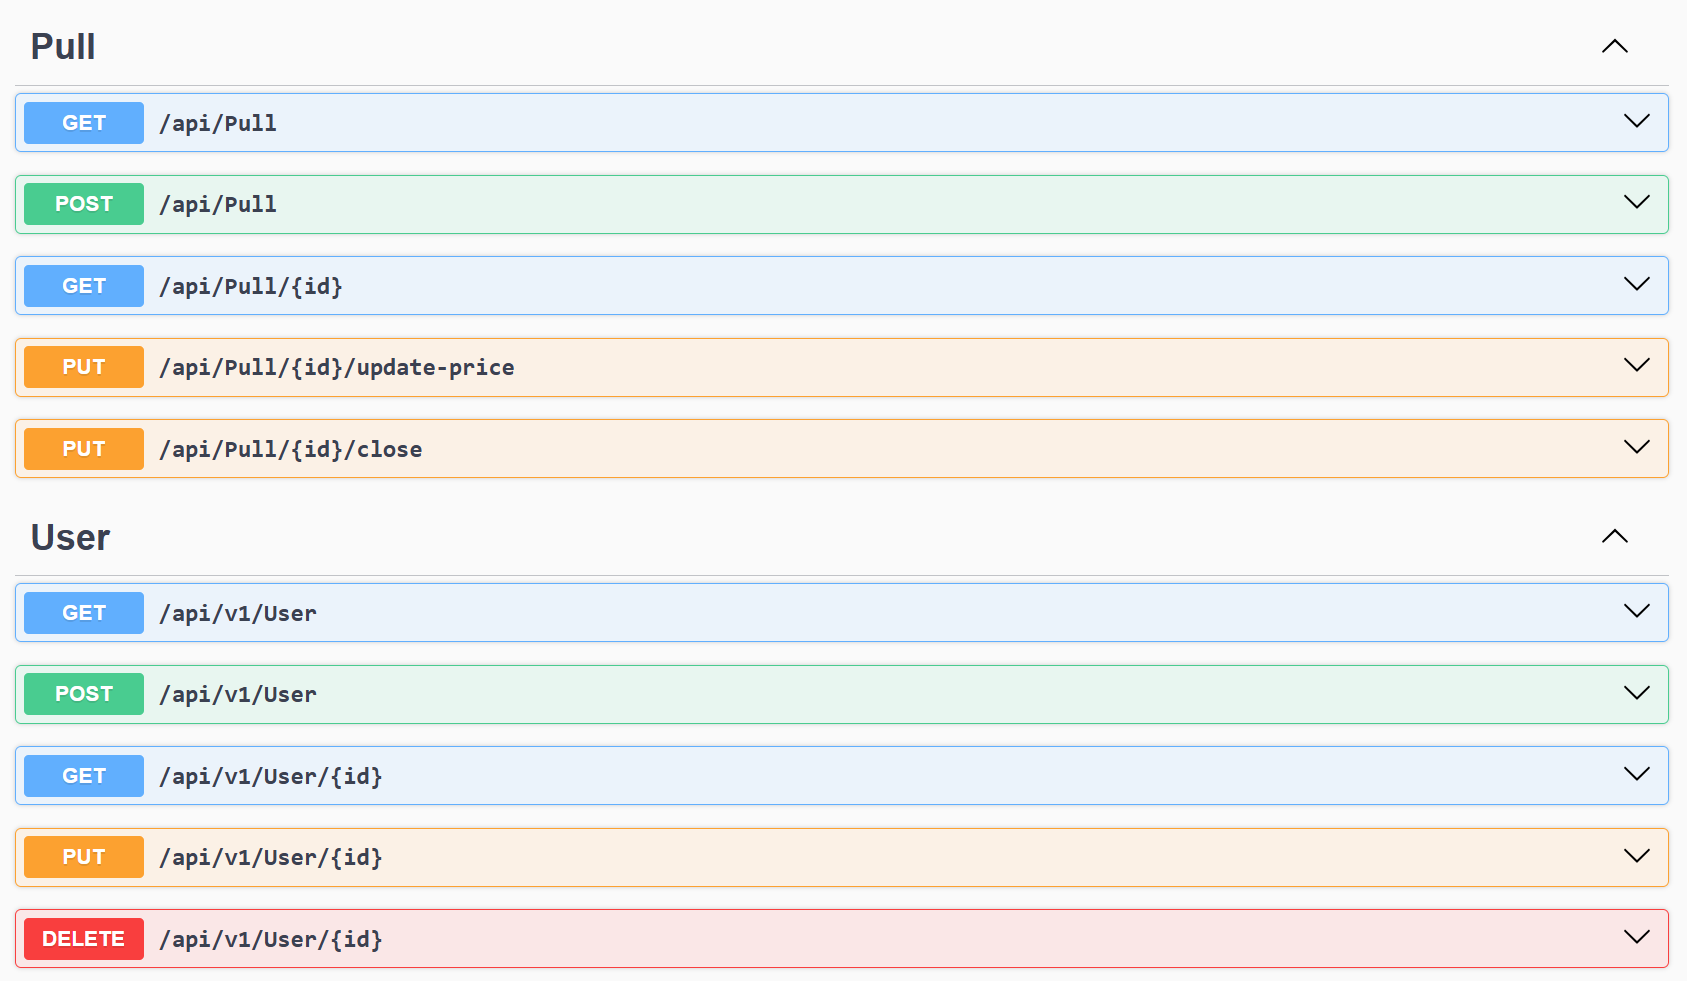 Pull
GET /api/Pull
POST /api/Pull
GET /api/Pull/{id}
PUT /api/Pull/{id}/update-price
PUT /api/Pull/{id}/close
User
GET /api/v1/User
POST /api/v1/User
GET /api/v1/User/{id}
PUT /api/v1/User/{id}
DELETE /api/v1/User/{id}